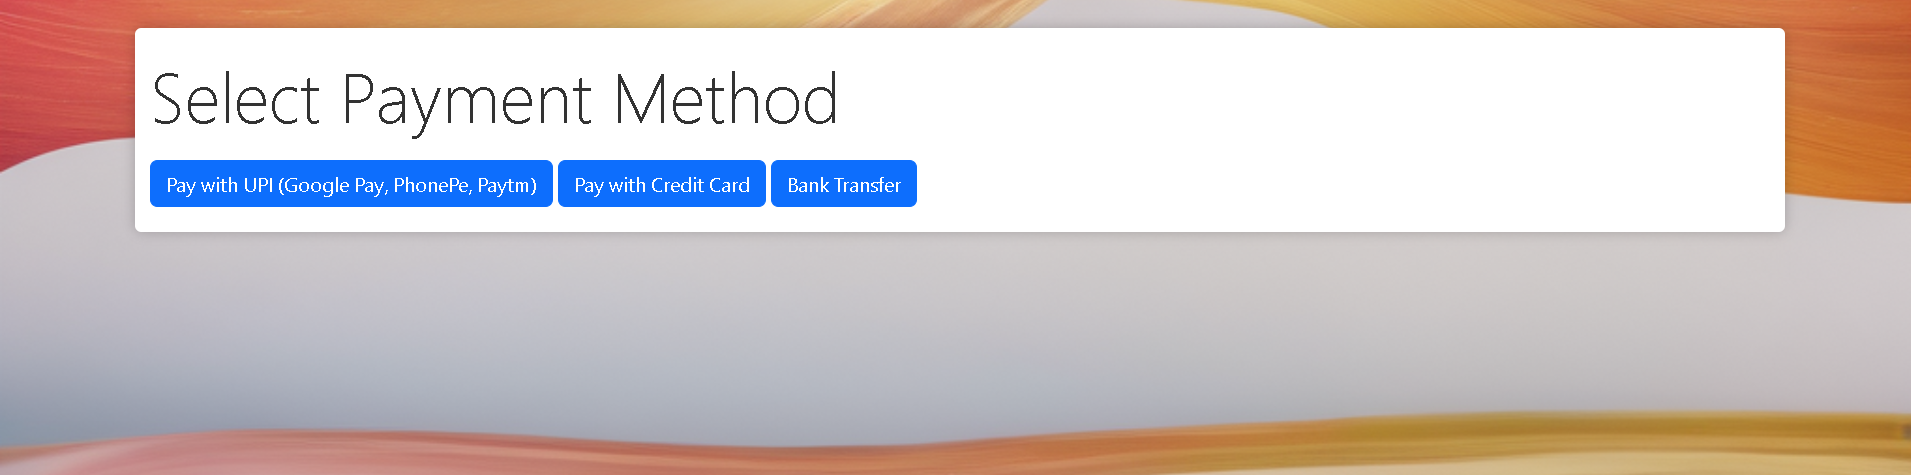 Select Payment Method
Pay with UPI (Google Pay, PhonePe, Paytm) Pay with Credit Card Bank Transfer